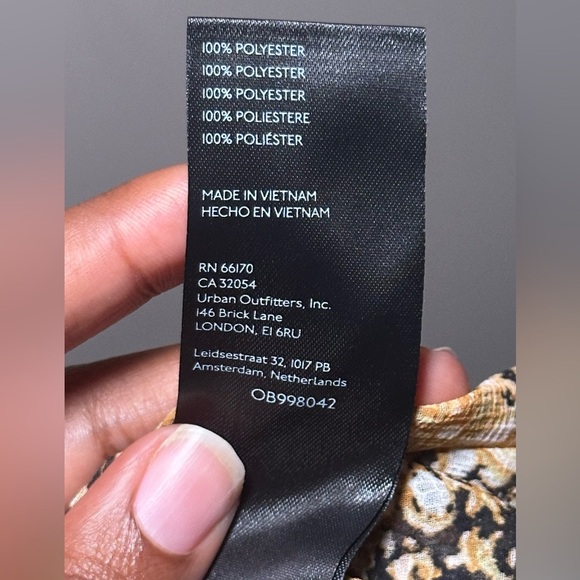 100% POLYESTER
100% POLYESTER
100% POLYESTER
100% POLIESTERE
100% POLIÉSTER
MADE IN VIETNAM
HECHO EN VIETNAM
RN 66170
CA 32054
Urban Outfitters, Inc.
146 Brick Lane
LONDON, E1 6RU
Leidsestraat 32, 1017 PB
Amsterdam, Netherlands
OB998042